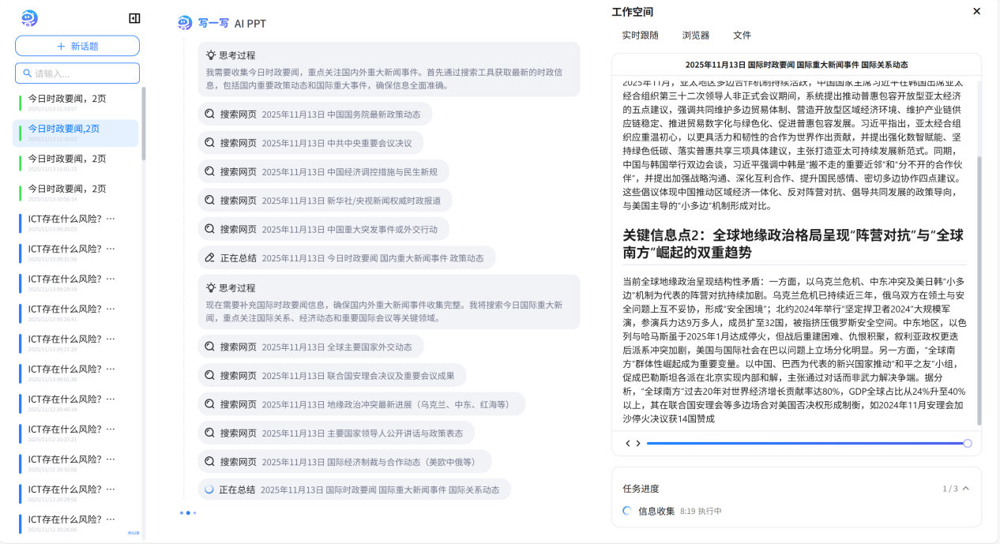 + 新话题
请输入...
今日时政要闻，2页
2025/11/13 11:13:57
今日时政要闻,2页
今日时政要闻，2页
2025/11/13 11:01:22
今日时政要闻，2页
2025/11/13 10:56:14
ICT存在什么风险？ ···
2025/11/13 09:35:03
ICT存在什么风险？ ···
2025/11/13 09:31:56
ICT存在什么风险？ ···
2025/11/13 09:29:18
ICT存在什么风险？ ···
2025/11/13 09:26:41
ICT存在什么风险？ ···
2025/11/13 09:21:20
ICT存在什么风险？ ···
2025/11/13 09:01:38
ICT存在什么风险？ ···
2025/11/12 20:46:18
ICT存在什么风险？ ···
2025/11/12 20:37:21
ICT存在什么风险？ ···
2025/11/12 20:32:56
ICT存在什么风险？ ···
2025/11/12 20:29:56
ICT存在什么风险？ ···
2025/11/12 20:26:06
写一写 AI PPT
思考过程
我需要收集今日时政要闻，重点关注国内外重大新闻事件。首先通过搜索工具获取最新的时政信
息，包括国内重要政策动态和国际重大事件，确保信息全面准确。
搜索网页 2025年11月13日 中国国务院最新政策动态
搜索网页 2025年11月13日 中共中央重要会议决议
搜索网页 2025年11月13日 中国经济调控措施与民生新规
搜索网页 2025年11月13日 新华社/央视新闻权威时政报道
搜索网页 2025年11月13日 中国重大突发事件或外交行动
正在总结 2025年11月13日 今日时政要闻 国内重大新闻事件 政策动态
思考过程
现在需要补充国际时政要闻信息，确保国内外重大新闻事件收集完整。我将搜索今日国际重大新
闻，重点关注国际关系、经济动态和重要国际会议等关键领域。
搜索网页 2025年11月13日 全球主要国家外交动态
搜索网页 2025年11月13日 联合国安理会决议及重要会议成果
搜索网页 2025年11月13日 地缘政治冲突最新进展（乌克兰、中东、红海等）
搜索网页 2025年11月13日 主要国家领导人公开讲话与政策表态
搜索网页 2025年11月13日 国际经济制裁与合作动态（美欧中俄等）
正在总结 2025年11月13日 国际时政要闻 国际重大新闻事件 国际关系动态
工作空间
实时跟随 浏览器 文件
2025年11月13日 国际时政要闻 国际重大新闻事件 国际关系动态
2025年11月，亚太地区多边合作机制持续活跃，中国国家主席习近平在韩国出席亚太
经合组织第三十二次领导人非正式会议期间，系统提出推动普惠包容开放型亚太经济
的五点建议，强调共同维护多边贸易体制、营造开放型区域经济环境、维护产业链供
应链稳定、推进贸易数字化与绿色化、促进普惠包容发展。习近平指出，亚太经合组
织应重温初心，以更具活力和韧性的合作为世界作出贡献，并提出强化数智赋能、坚
持绿色低碳、落实普惠共享三项具体建议，主张打造亚太可持续发展新范式。同期，
中国与韩国举行双边会谈，习近平强调中韩是“搬不走的重要近邻”和“分不开的合作伙
伴”，并提出加强战略沟通、深化互利合作、提升国民感情、密切多边协作四点建议。
这些倡议体现中国推动区域经济一体化、反对阵营对抗、倡导共同发展的政策导向，
与美国主导的“小多边”机制形成对比。
关键信息点2：全球地缘政治格局呈现“阵营对抗”与“全球
南方”崛起的双重趋势
当前全球地缘政治呈现结构性矛盾：一方面，以乌克兰危机、中东冲突及美日韩“小多
边”机制为代表的阵营对抗持续加剧。乌克兰危机已持续近三年，俄乌双方在领土与安
全问题上互不妥协，形成“安全困境”；北约2024年举行“坚定捍卫者2024”大规模军
演，参演兵力达9万多人，成员扩至32国，被指挤压俄罗斯安全空间。中东地区，以色
列与哈马斯虽于2025年1月达成停火，但战后重建困难、仇恨积聚，叙利亚政权更迭
后派系冲突加剧，美国与国际社会在巴以问题上立场分化明显。另一方面，“全球南
方”群体性崛起成为重要变量。以中国、巴西为代表的新兴国家推动“和平之友”小组，
促成巴勒斯坦各派在北京实现内部和解，主张通过对话而非武力解决争端。据分
析，“全球南方”过去20年对世界经济增长贡献率达80%，GDP全球占比从24%升至40%
以上，其在联合国安理会等多边场合对美国否决权形成制衡，如2024年11月安理会加
沙停火决议获14国赞成
任务进度 1 / 3
信息收集 8:19 执行中